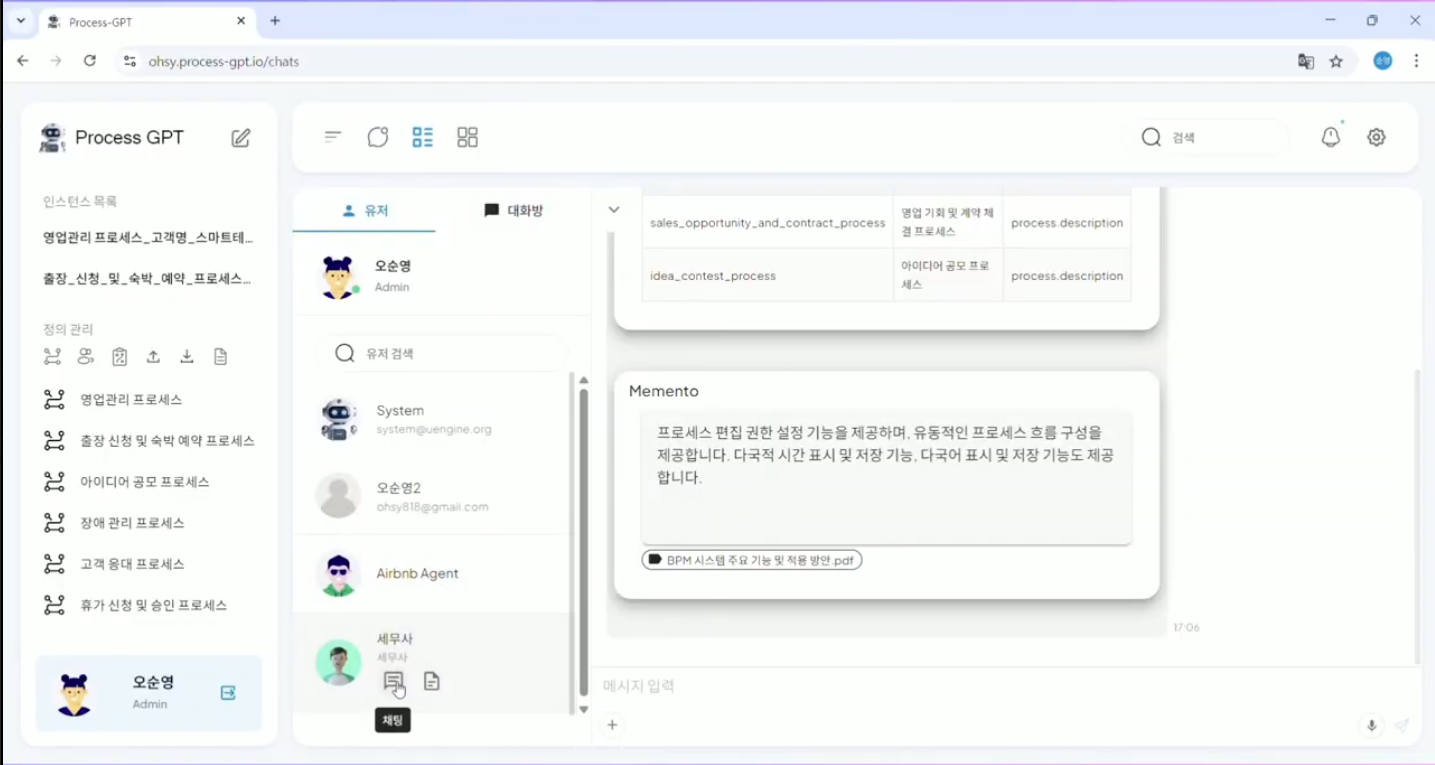 Process-GPT
ohsy.process-gpt.io/chats
순영
Process GPT
인스턴스 목록
영업관리 프로세스_고객명_스마트테...
출장_신청_및_숙박_예약_프로세스...
정의 관리
영업관리 프로세스
출장 신청 및 숙박 예약 프로세스
아이디어 공모 프로세스
장애 관리 프로세스
고객 응대 프로세스
휴가 신청 및 승인 프로세스
오순영
Admin
검색
유저
대화방
오순영
Admin
유저 검색
System
system@uengine.org
오순영2
ohsy818@gmail.com
Airbnb Agent
세무사
세무사
채팅
sales_opportunity_and_contract_process
영업 기회 및 계약 체
결 프로세스
process.description
idea_contest_process
아이디어 공모 프로
세스
process.description
Memento
프로세스 편집 권한 설정 기능을 제공하며, 유동적인 프로세스 흐름 구성을
제공합니다. 다국적 시간 표시 및 저장 기능, 다국어 표시 및 저장 기능도 제공
합니다.
BPM 시스템 주요 기능 및 적용 방안.pdf
17:06
메시지 입력